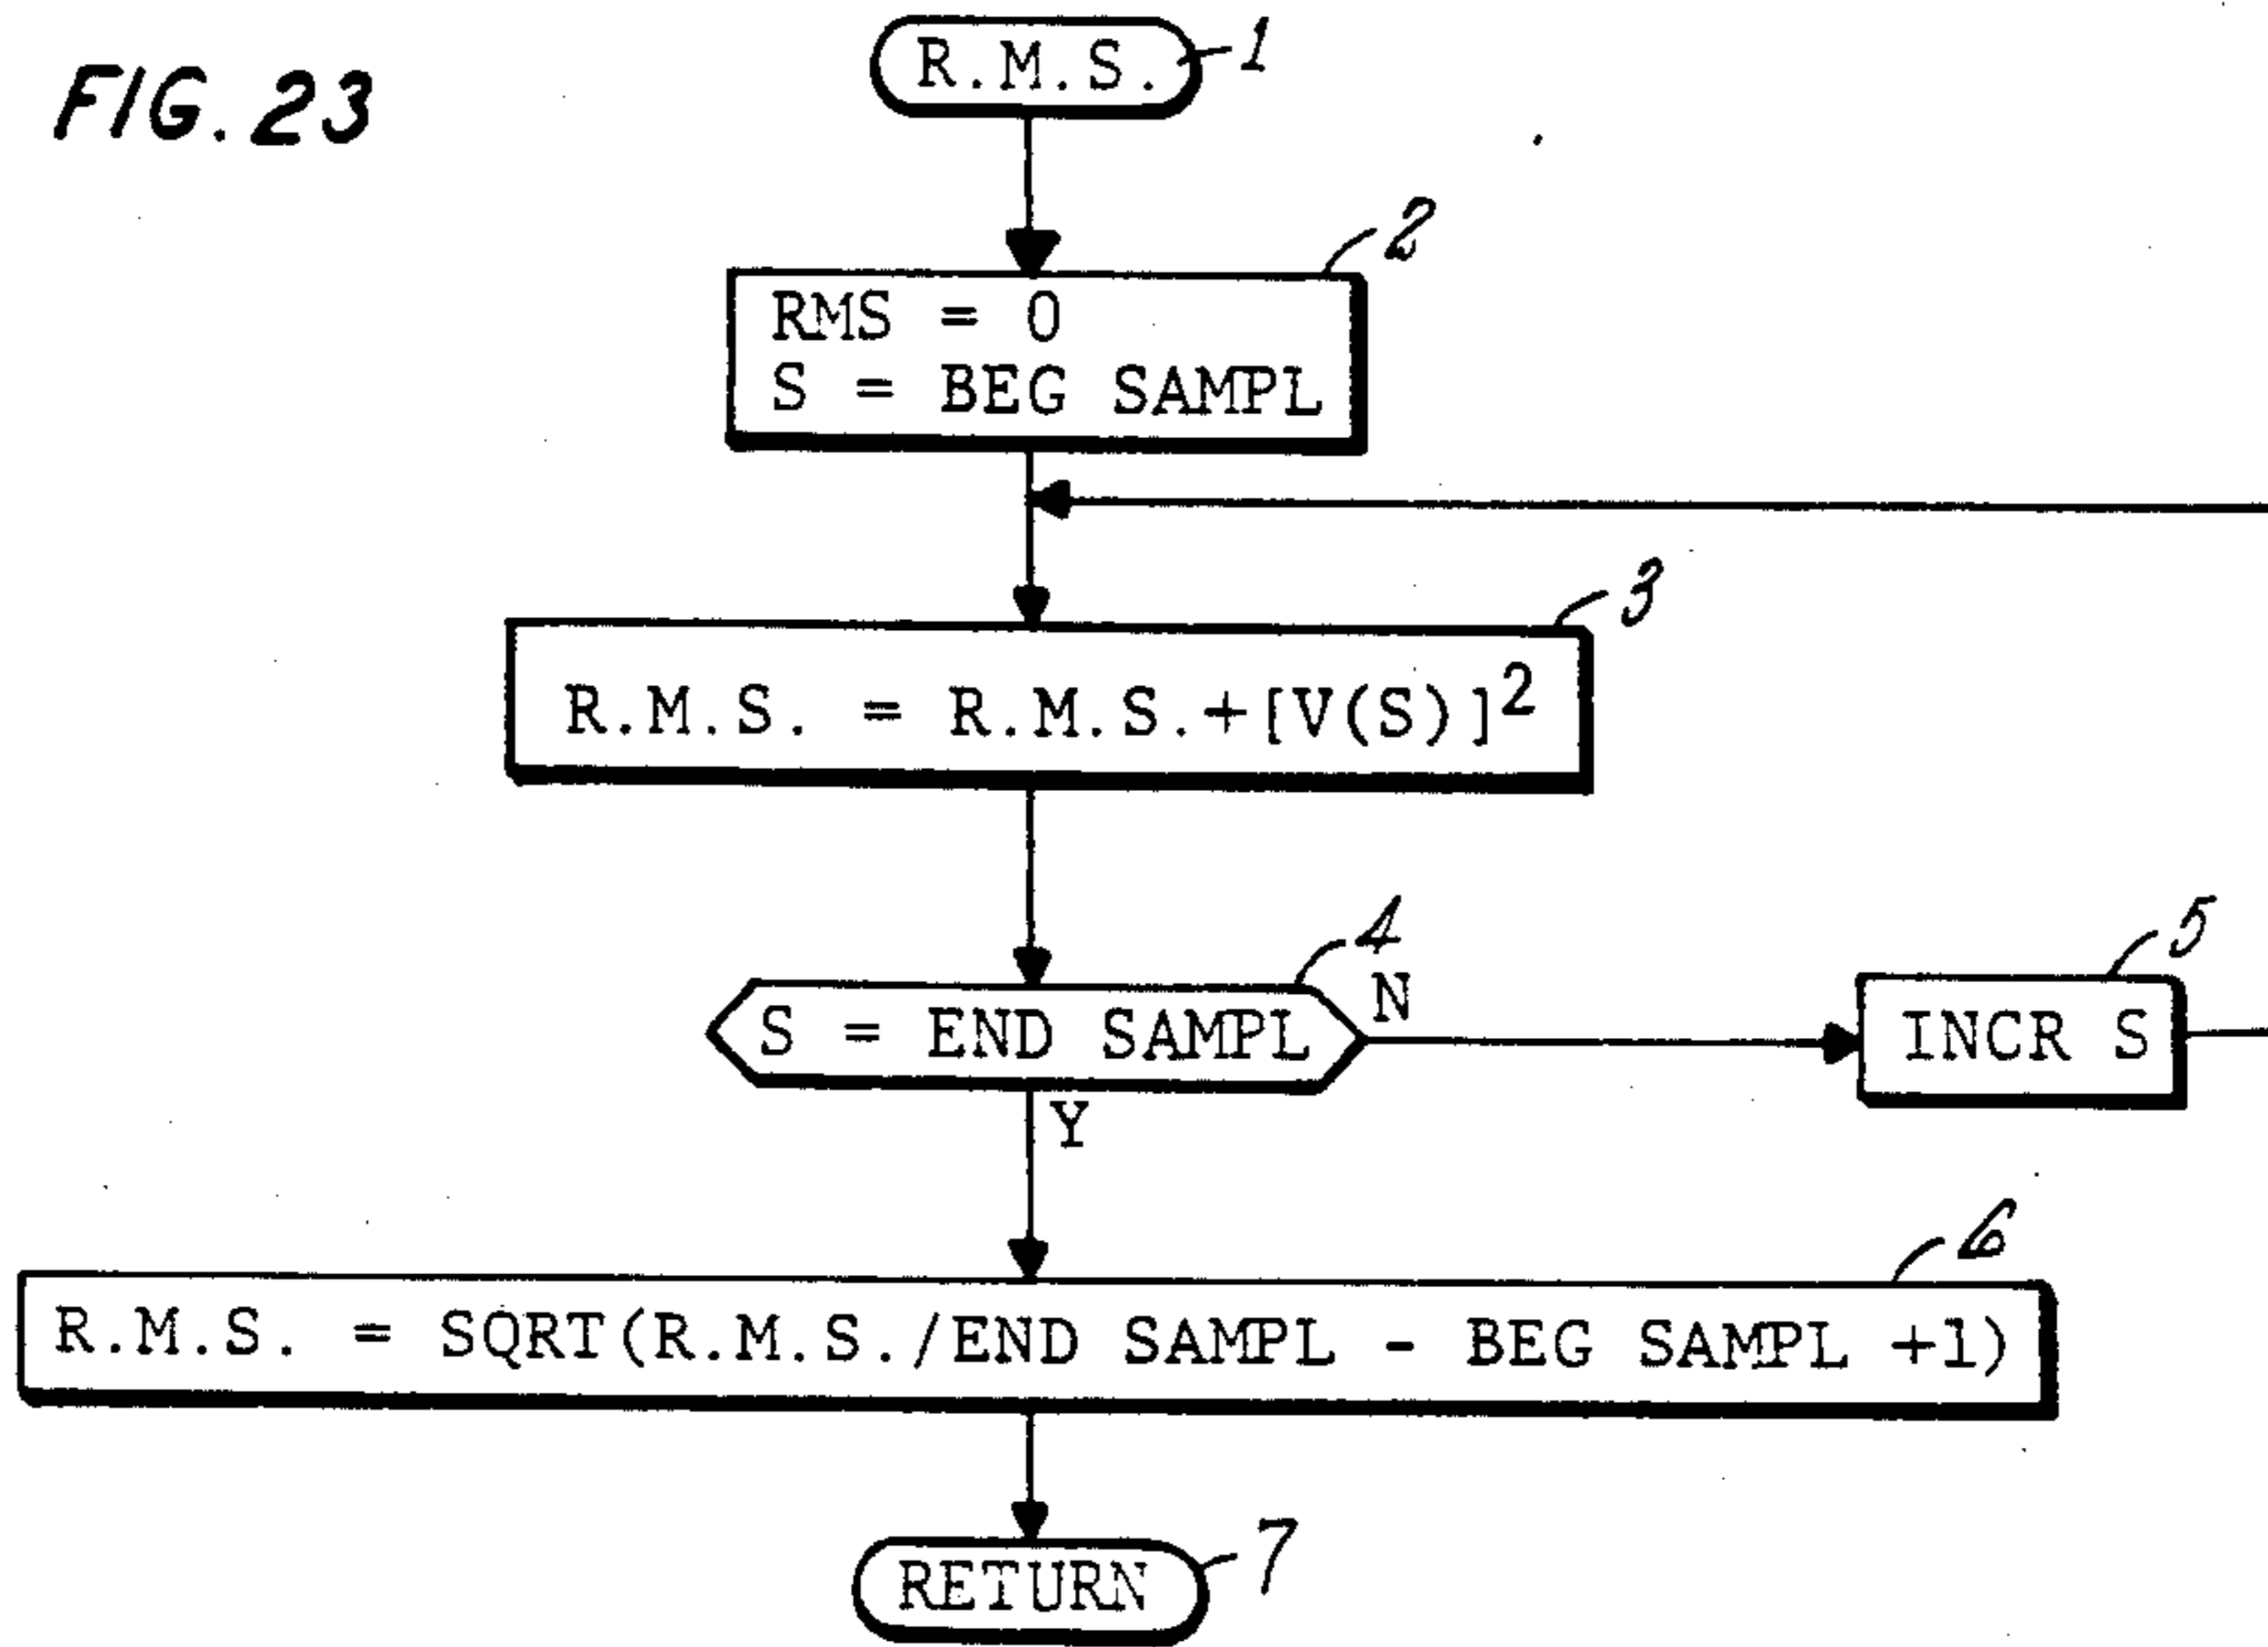 FIG. 23
R.M.S.
1
2
RMS = 0
S = BEG SAMPL
3
R.M.S. = R.M.S.+[V(S)]²
4
S = END SAMPL
N
5
INCR S
Y
6
R.M.S. = SQRT(R.M.S./END SAMPL - BEG SAMPL +1)
RETURN
7